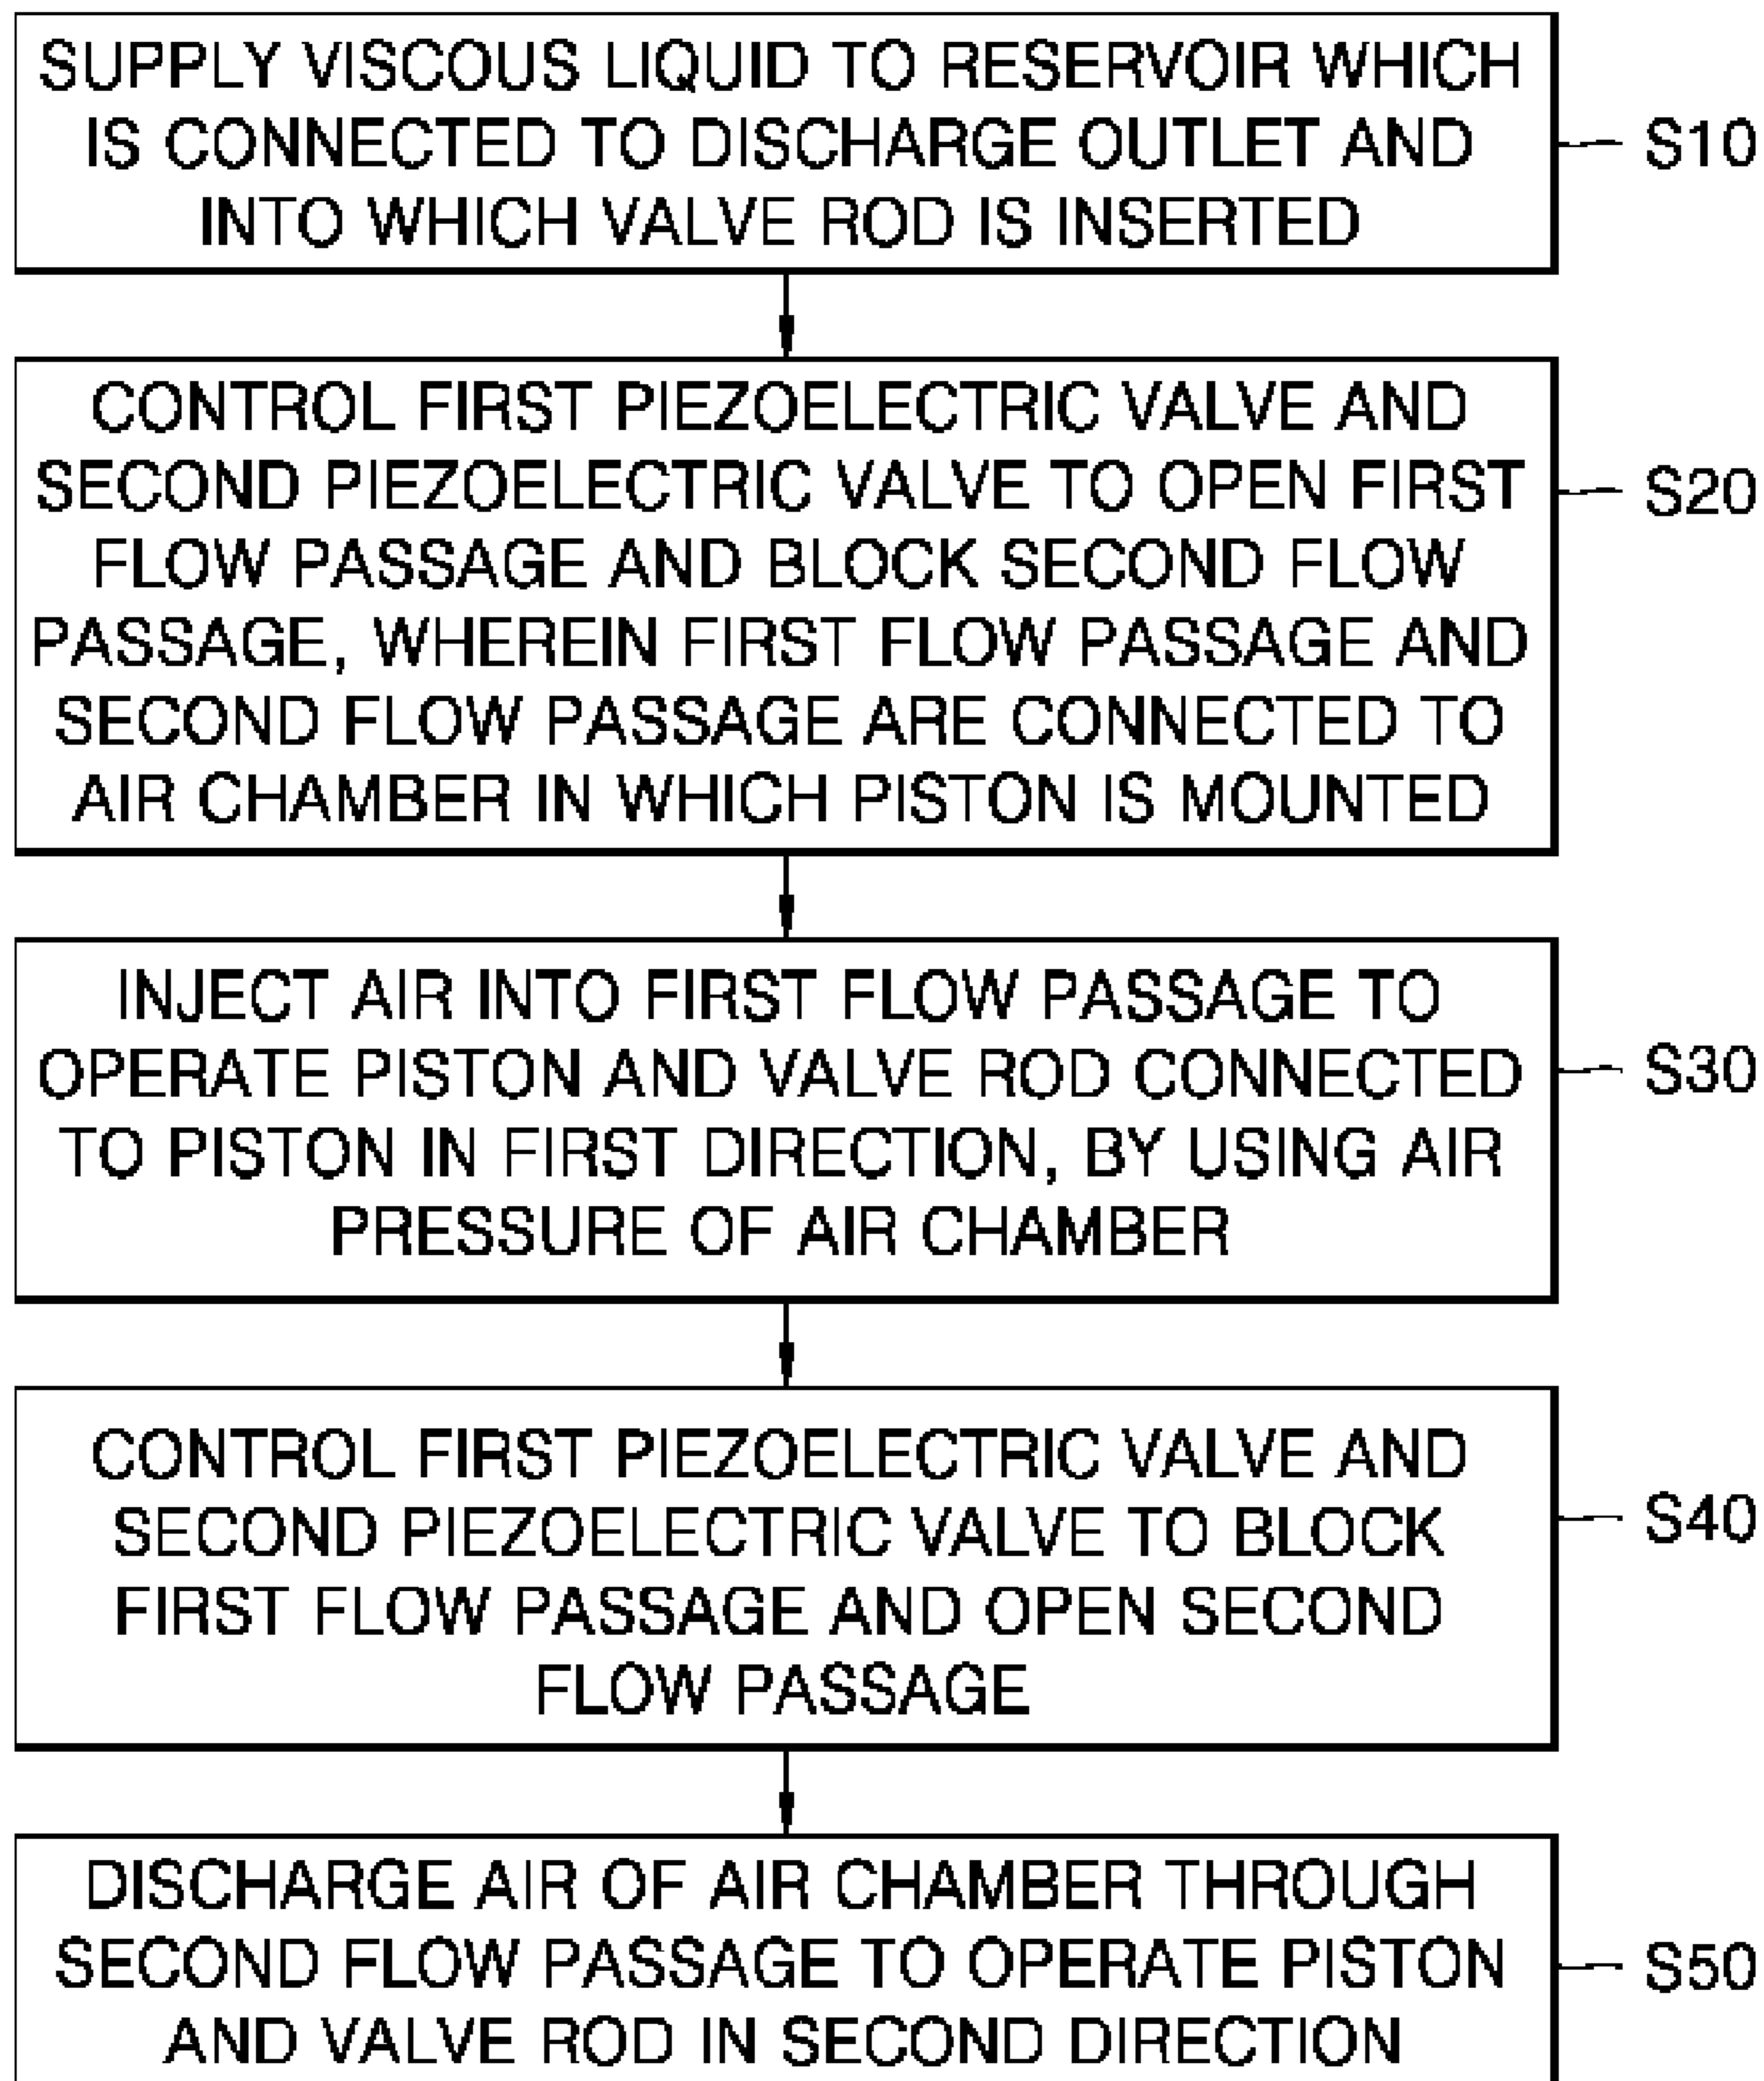 SUPPLY VISCOUS LIQUID TO RESERVOIR WHICH
IS CONNECTED TO DISCHARGE OUTLET AND
INTO WHICH VALVE ROD IS INSERTED
S10
CONTROL FIRST PIEZOELECTRIC VALVE AND
SECOND PIEZOELECTRIC VALVE TO OPEN FIRST
FLOW PASSAGE AND BLOCK SECOND FLOW
PASSAGE, WHEREIN FIRST FLOW PASSAGE AND
SECOND FLOW PASSAGE ARE CONNECTED TO
AIR CHAMBER IN WHICH PISTON IS MOUNTED
S20
INJECT AIR INTO FIRST FLOW PASSAGE TO
OPERATE PISTON AND VALVE ROD CONNECTED
TO PISTON IN FIRST DIRECTION, BY USING AIR
PRESSURE OF AIR CHAMBER
S30
CONTROL FIRST PIEZOELECTRIC VALVE AND
SECOND PIEZOELECTRIC VALVE TO BLOCK
FIRST FLOW PASSAGE AND OPEN SECOND
FLOW PASSAGE
S40
DISCHARGE AIR OF AIR CHAMBER THROUGH
SECOND FLOW PASSAGE TO OPERATE PISTON
AND VALVE ROD IN SECOND DIRECTION
S50